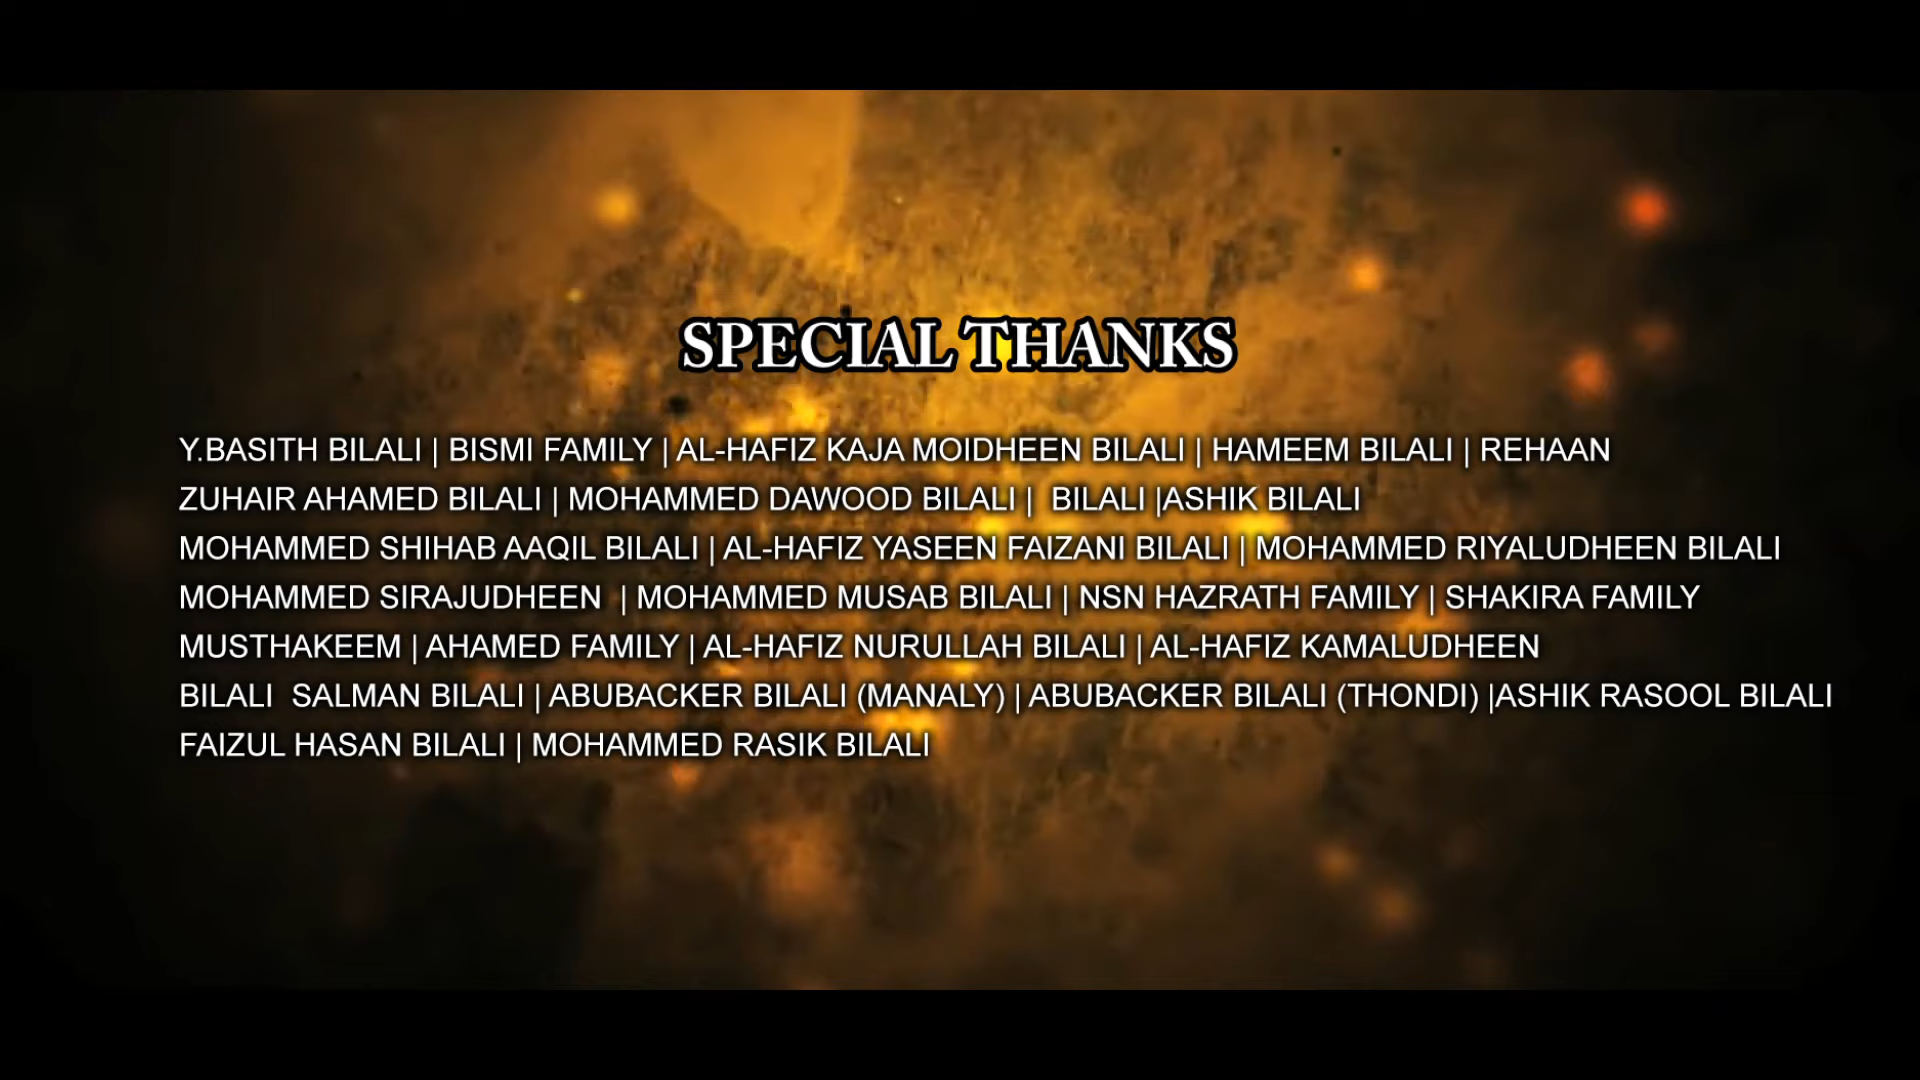 SPECIAL THANKS
Y.BASITH BILALI | BISMI FAMILY | AL-HAFIZ KAJA MOIDHEEN BILALI | HAMEEM BILALI | REHAAN
ZUHAIR AHAMED BILALI | MOHAMMED DAWOOD BILALI |  BILALI |ASHIK BILALI
MOHAMMED SHIHAB AAQIL BILALI | AL-HAFIZ YASEEN FAIZANI BILALI | MOHAMMED RIYALUDHEEN BILALI
MOHAMMED SIRAJUDHEEN  | MOHAMMED MUSAB BILALI | NSN HAZRATH FAMILY | SHAKIRA FAMILY
MUSTHAKEEM | AHAMED FAMILY | AL-HAFIZ NURULLAH BILALI | AL-HAFIZ KAMALUDHEEN
BILALI  SALMAN BILALI | ABUBACKER BILALI (MANALY) | ABUBACKER BILALI (THONDI) |ASHIK RASOOL BILALI
FAIZUL HASAN BILALI | MOHAMMED RASIK BILALI